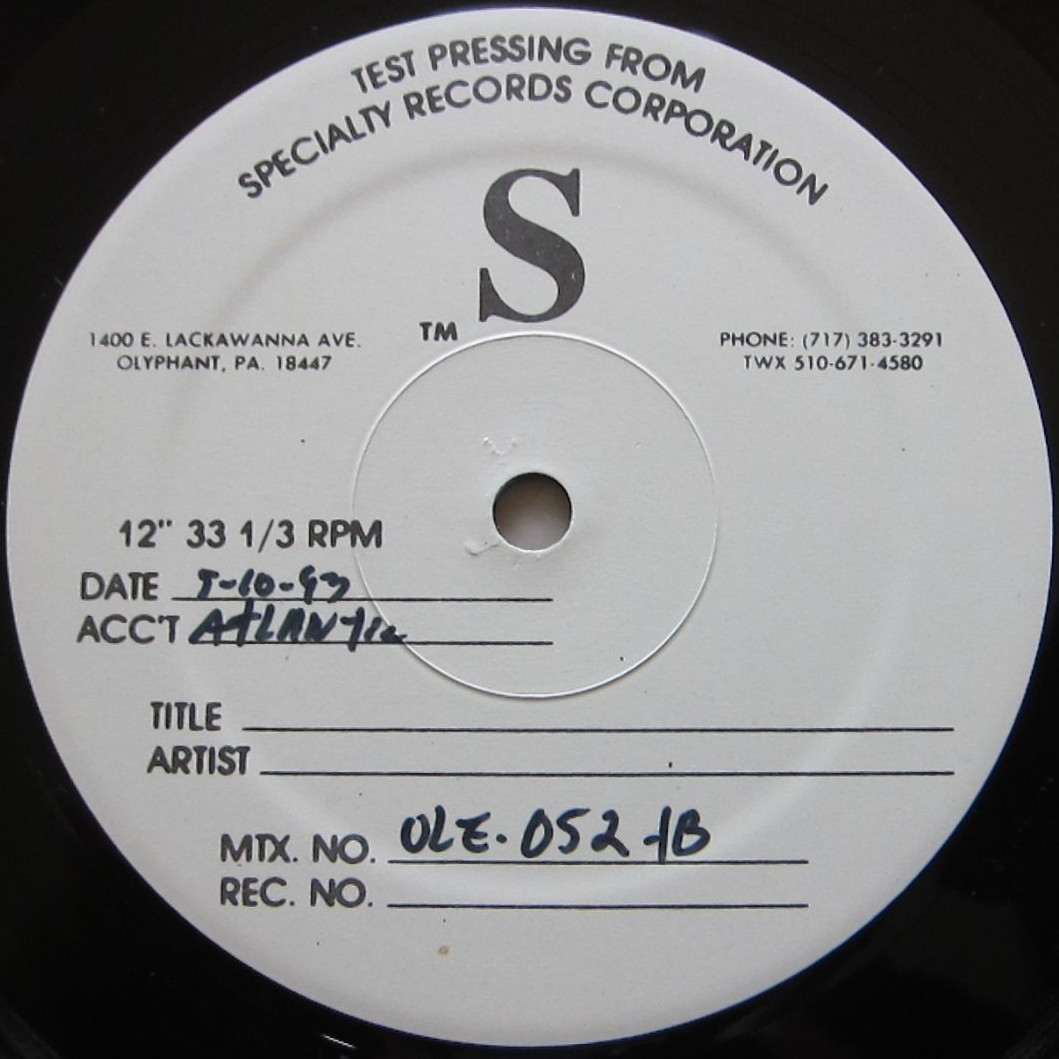 TEST PRESSING FROM
SPECIALTY RECORDS CORPORATION
S
TM
1400 E. LACKAWANNA AVE.
OLYPHANT, PA. 18447
PHONE: (717) 383-3291
TWX 510-671-4580
12" 33 1/3 RPM
DATE
ACC'T ATLANTIC
TITLE
ARTIST
MTX. NO. OLE-052-1B
REC. NO.